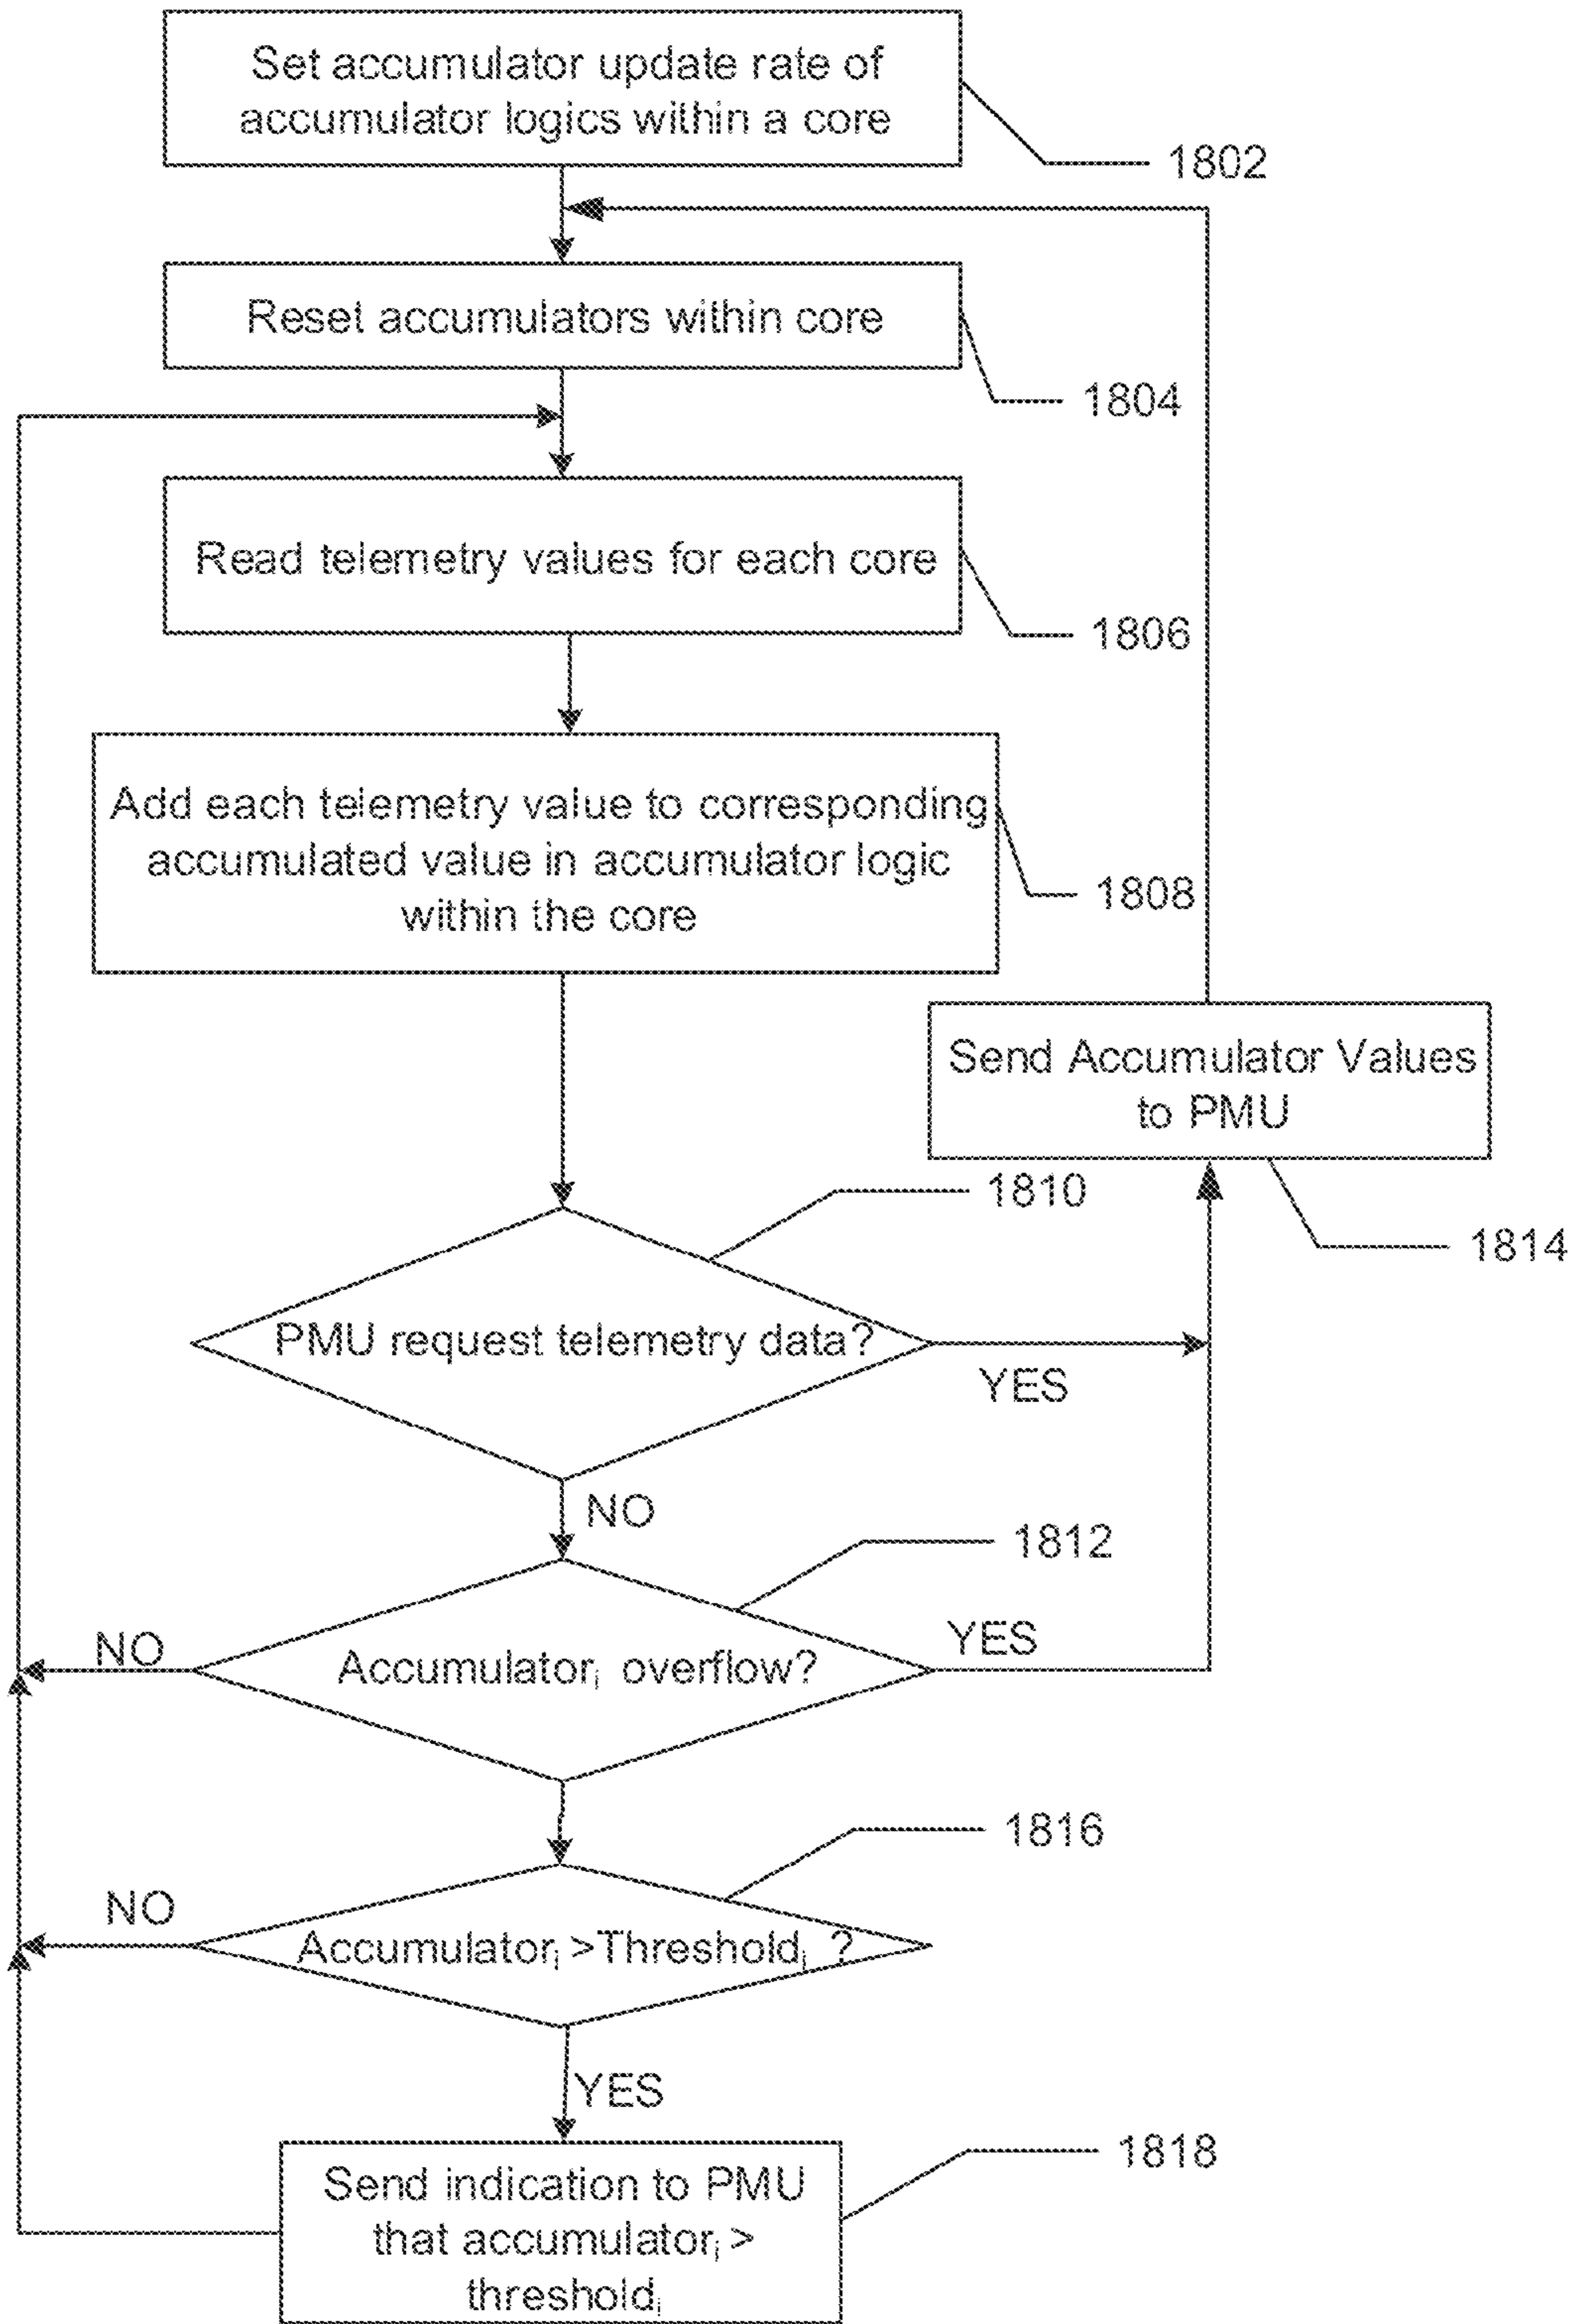 Set accumulator update rate of
accumulator logics within a core
1802
Reset accumulators within core
1804
Read telemetry values for each core
1806
Add each telemetry value to corresponding
accumulated value in accumulator logic
within the core
1808
Send Accumulator Values
to PMU
1814
1810
PMU request telemetry data?
YES
NO
1812
NO
Accumulatorᵢ overflow?
YES
1816
NO
Accumulatorᵢ >Thresholdᵢ ?
YES
1818
Send indication to PMU
that accumulatorᵢ >
thresholdᵢ